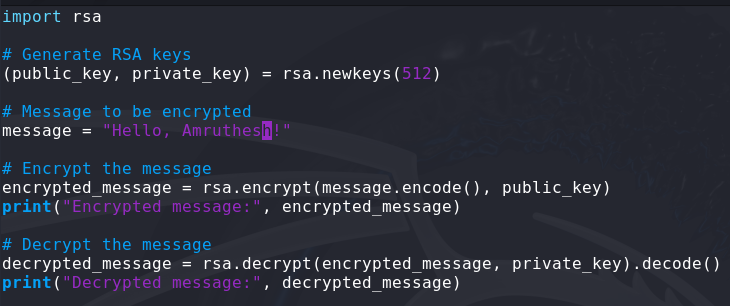 import rsa
# Generate RSA keys
(public_key, private_key) = rsa.newkeys(512)
# Message to be encrypted
message = "Hello, Amruthesh!"
# Encrypt the message
encrypted_message = rsa.encrypt(message.encode(), public_key)
print("Encrypted message:", encrypted_message)
# Decrypt the message
decrypted_message = rsa.decrypt(encrypted_message, private_key).decode()
print("Decrypted message:", decrypted_message)